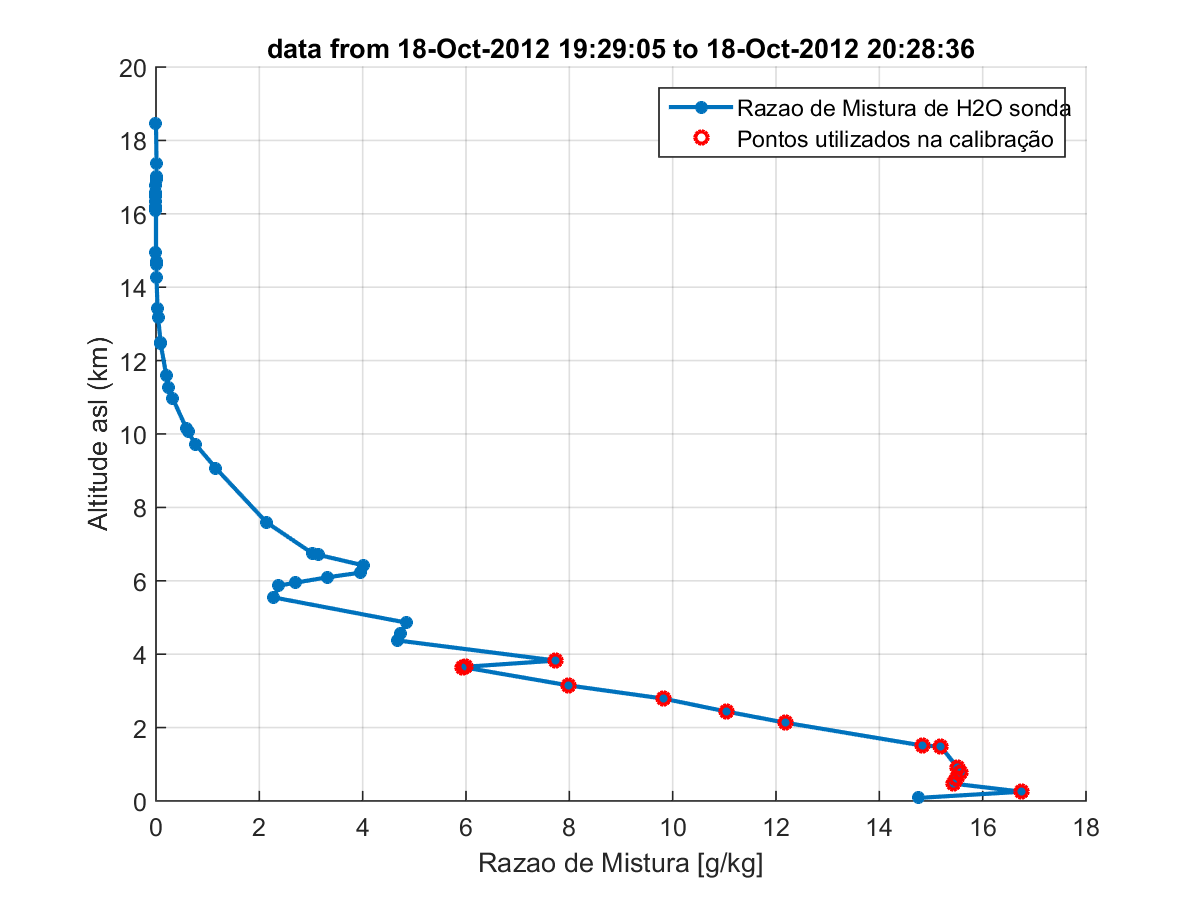 data from 18-Oct-2012 19:29:05 to 18-Oct-2012 20:28:36
Razao de Mistura de H2O sonda
Pontos utilizados na calibração
20
18
16
14
12
10
8
6
4
2
0
Altitude asl (km)
0 2 4 6 8 10 12 14 16 18
Razao de Mistura [g/kg]